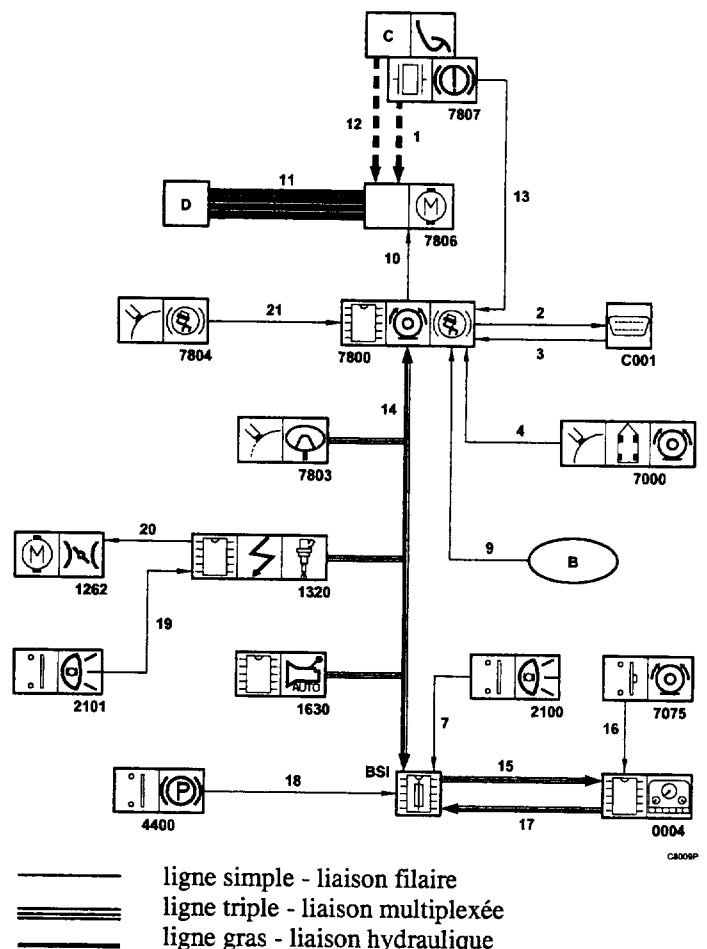 C
7807
12
1
13
11
D
M
7806
10
21
2
3
7804
7800
C001
14
4
7803
7000
20
9
B
M
1262
1320
19
AUTO
2101
1630
7
2100
7075
16
BSI
15
18
P
4400
17
0004
C8009P
ligne simple - liaison filaire
ligne triple - liaison multiplexée
ligne gras - liaison hydraulique